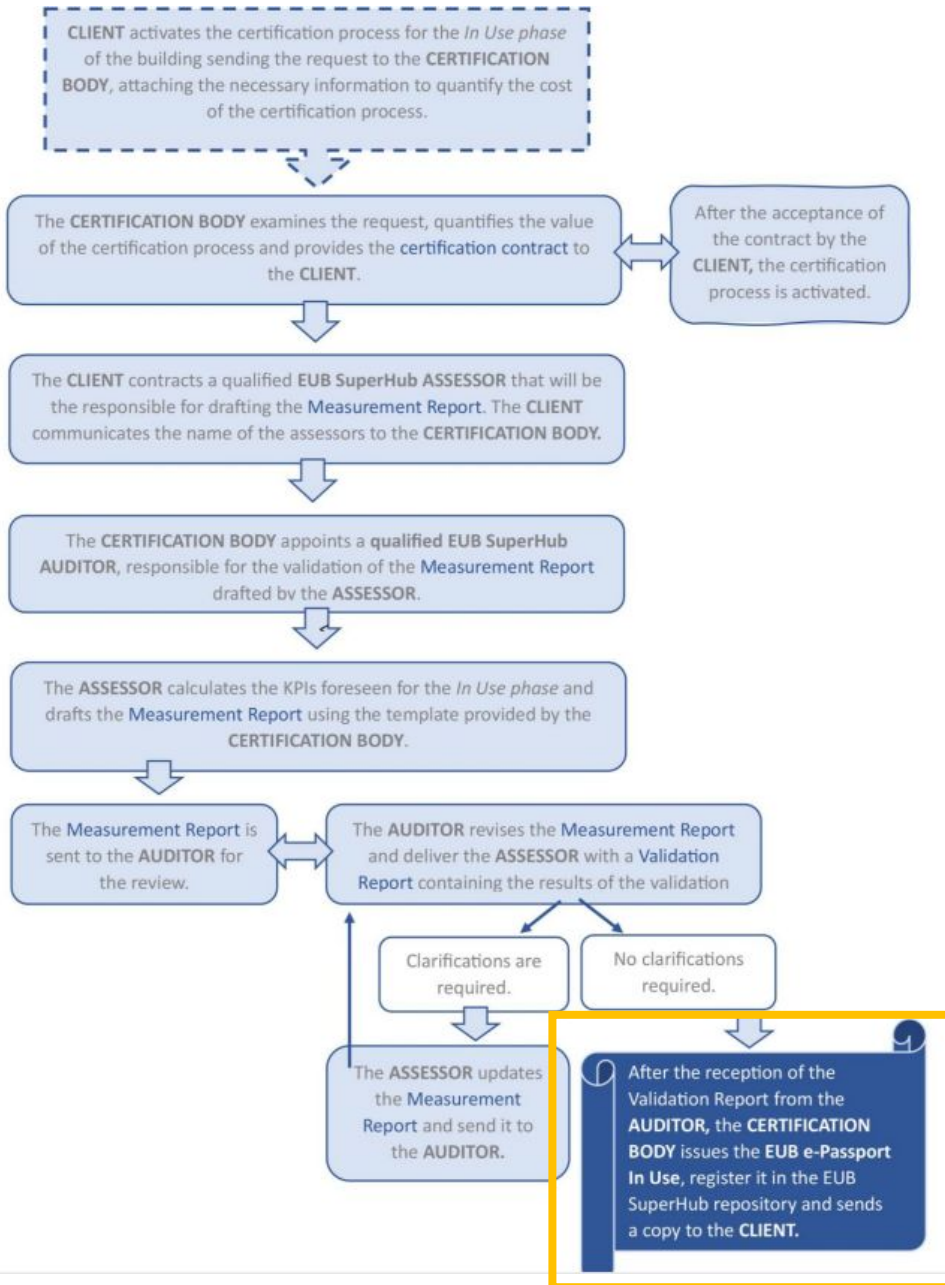 CLIENT activates the certification process for the In Use phase
of the building sending the request to the CERTIFICATION
BODY, attaching the necessary information to quantify the cost
of the certification process.
The CERTIFICATION BODY examines the request, quantifies the value
of the certification process and provides the certification contract to
the CLIENT.
After the acceptance of
the contract by the
CLIENT, the certification
process is activated.
The CLIENT contracts a qualified EUB SuperHub ASSESSOR that will be
the responsible for drafting the Measurement Report. The CLIENT
communicates the name of the assessors to the CERTIFICATION BODY.
The CERTIFICATION BODY appoints a qualified EUB SuperHub
AUDITOR, responsible for the validation of the Measurement Report
drafted by the ASSESSOR.
The ASSESSOR calculates the KPIs foreseen for the In Use phase and
drafts the Measurement Report using the template provided by the
CERTIFICATION BODY.
The Measurement Report is
sent to the AUDITOR for
the review.
The AUDITOR revises the Measurement Report
and deliver the ASSESSOR with a Validation
Report containing the results of the validation
Clarifications are
required.
No clarifications
required.
The ASSESSOR updates
the Measurement
Report and send it to
the AUDITOR.
After the reception of the
Validation Report from the
AUDITOR, the CERTIFICATION
BODY issues the EUB e-Passport
In Use, register it in the EUB
SuperHub repository and sends
a copy to the CLIENT.